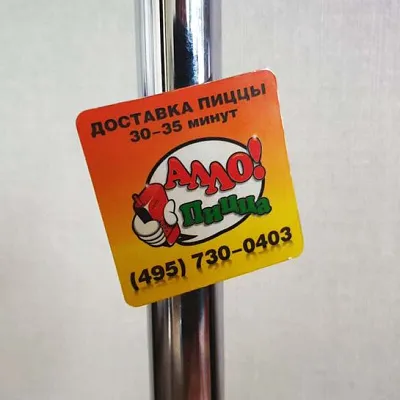 ДОСТАВКА ПИЦЦЫ
30-35 минут
АЛЛО!
Пицца
(495) 730-0403